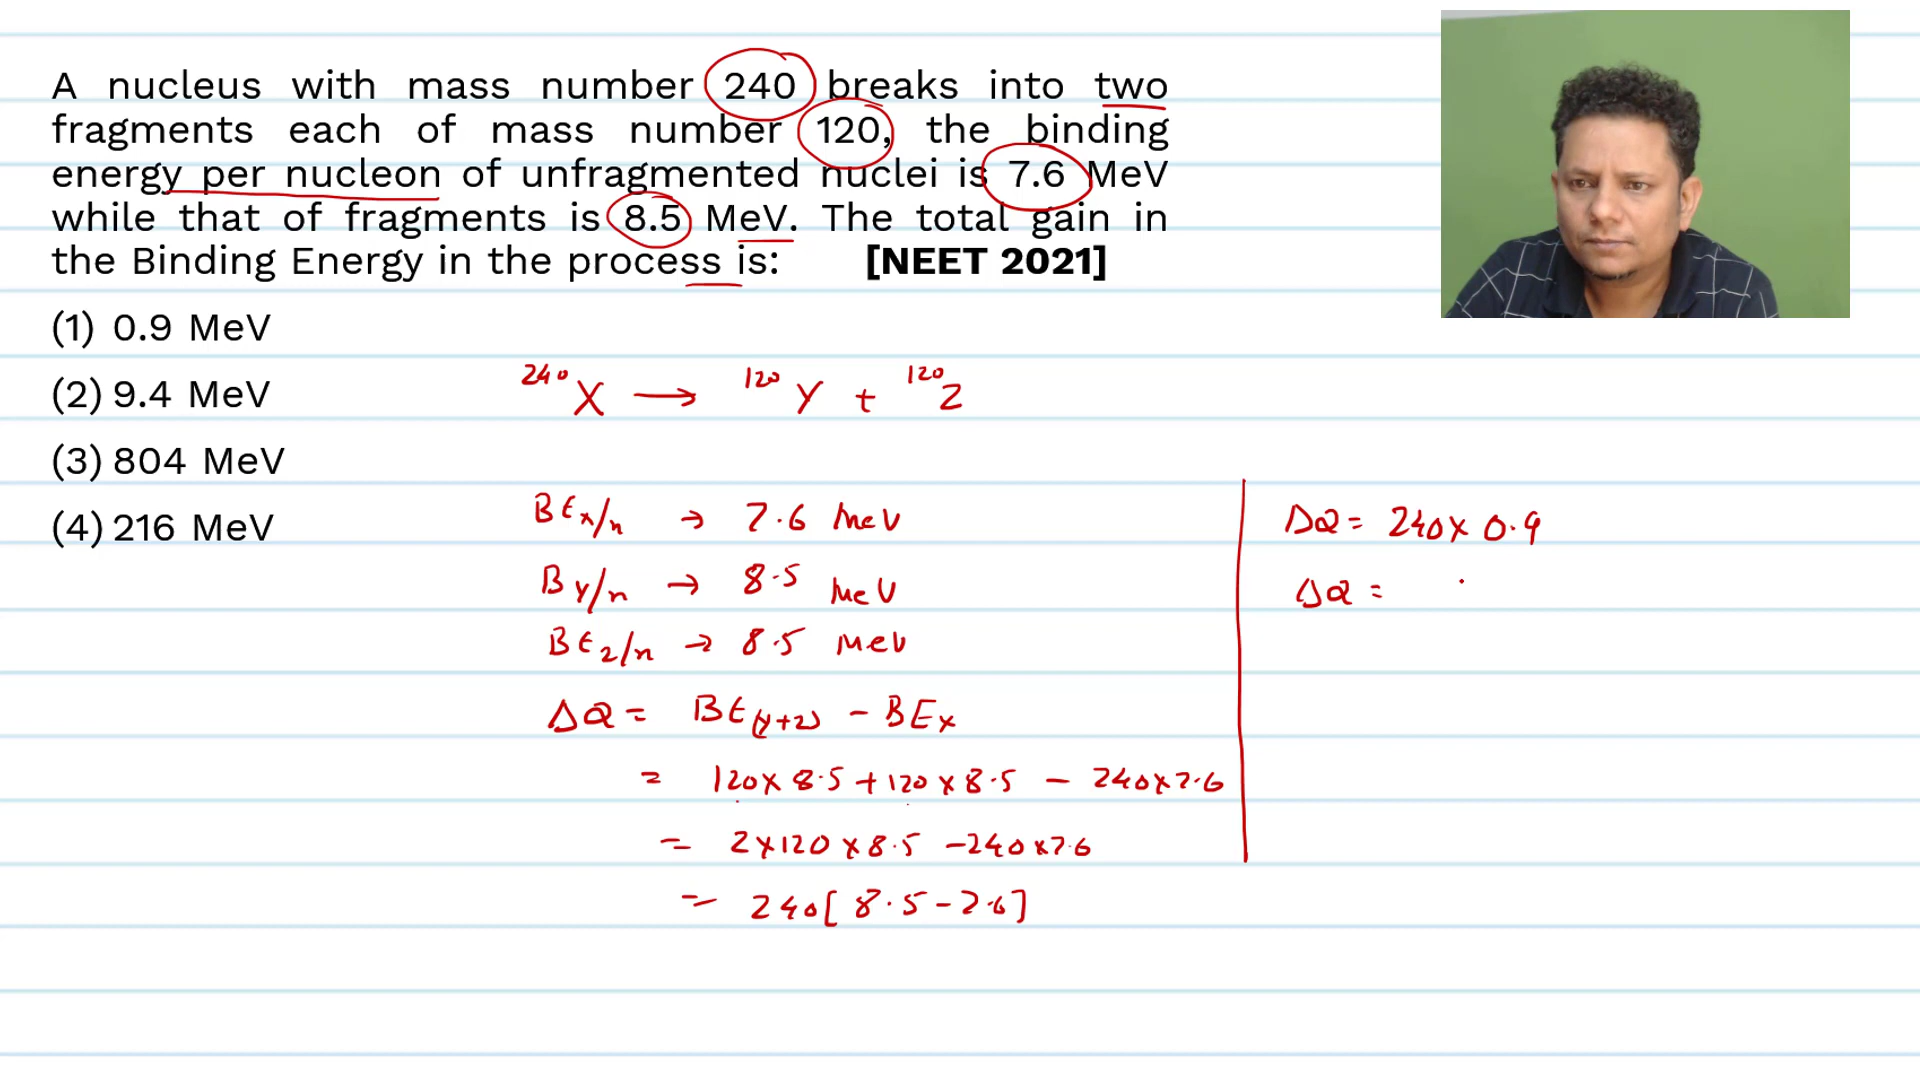 A nucleus with mass number 240 breaks into two
fragments each of mass number 120, the binding
energy per nucleon of unfragmented nuclei is 7.6 MeV
while that of fragments is 8.5 MeV. The total gain in
the Binding Energy in the process is: [NEET 2021]
(1) 0.9 MeV
(2) 9.4 MeV
(3) 804 MeV
(4) 216 MeV
²⁴⁰X → ¹²⁰Y + ¹²⁰Z
BEx/n → 7.6 MeV
By/n → 8.5 MeV
BEz/n → 8.5 MeV
ΔQ = BE(y+z) - BEx
= 120×8.5 + 120×8.5 - 240×7.6
= 2×120×8.5 - 240×7.6
= 240[8.5-7.6]
ΔQ = 240×0.9
ΔQ =